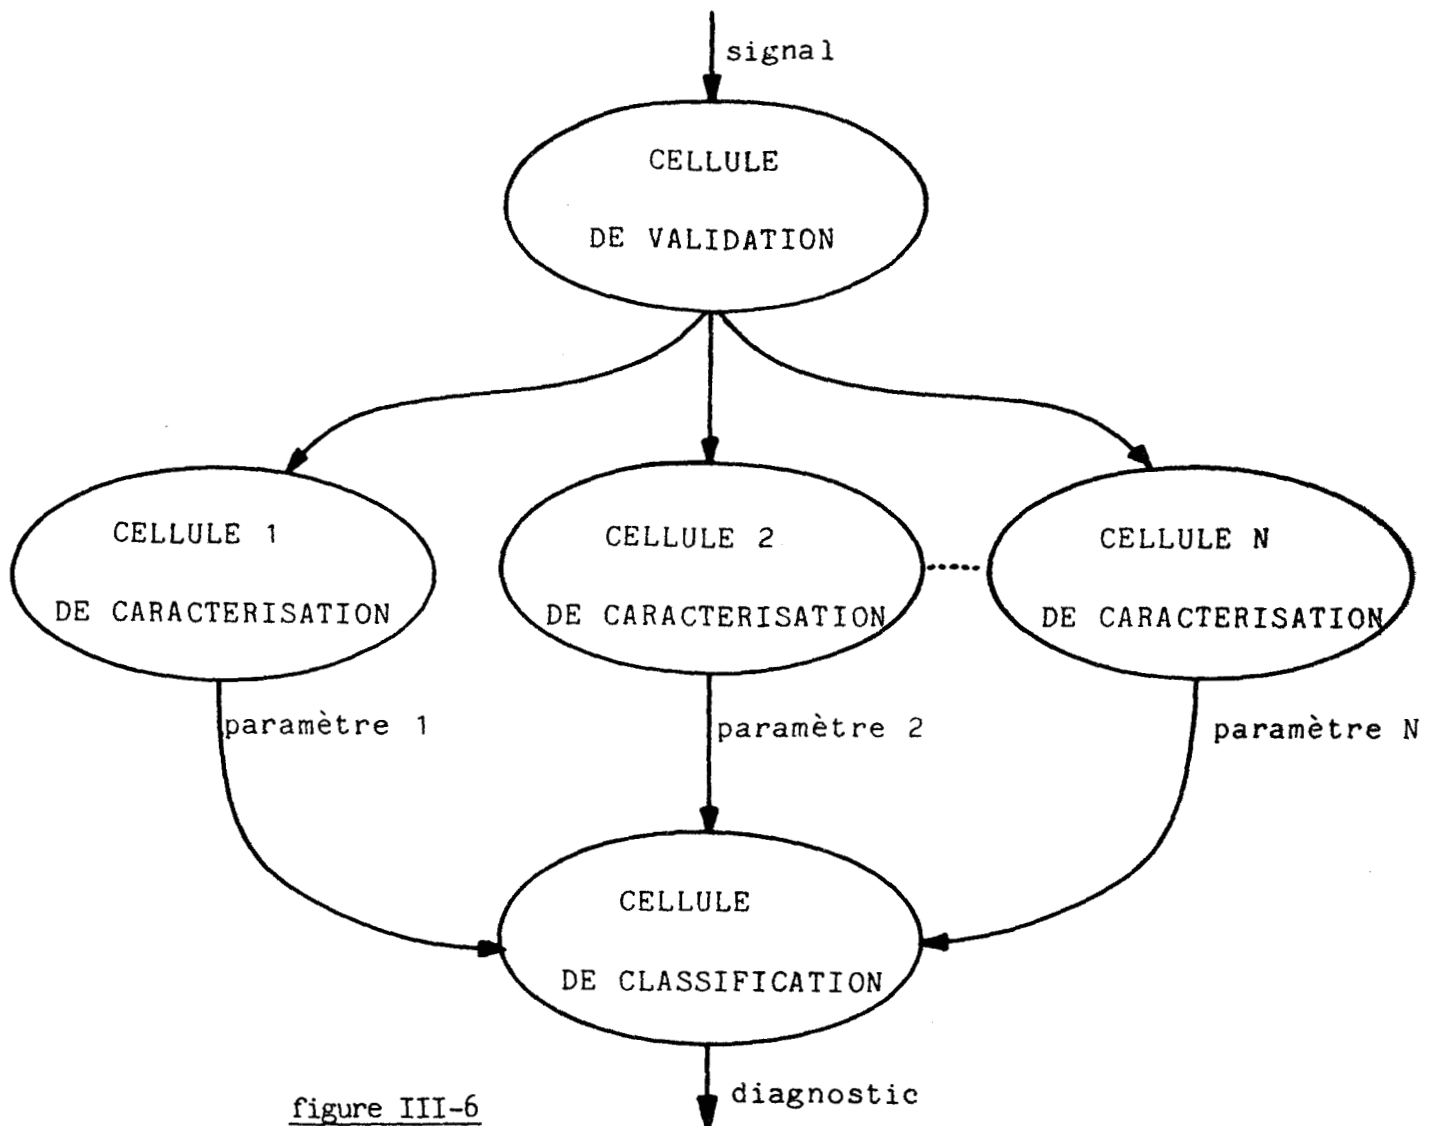 signal
CELLULE
DE VALIDATION
CELLULE 1
DE CARACTERISATION
CELLULE 2
DE CARACTERISATION
CELLULE N
DE CARACTERISATION
paramètre 1
paramètre 2
paramètre N
CELLULE
DE CLASSIFICATION
diagnostic
figure III-6